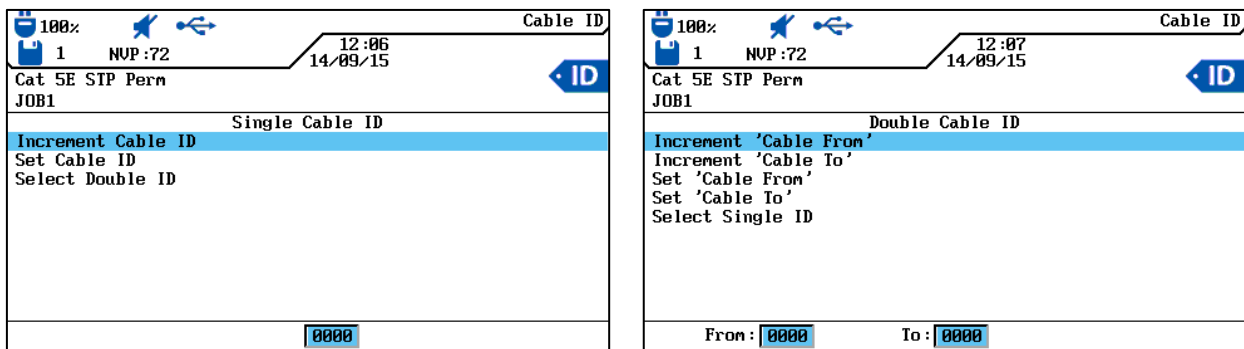 100% Cable ID
1 NVP:72 12:06
14/09/15
Cat 5E STP Perm ID
JOB1
Single Cable ID
Increment Cable ID
Set Cable ID
Select Double ID
0000
100% Cable ID
1 NVP:72 12:07
14/09/15
Cat 5E STP Perm ID
JOB1
Double Cable ID
Increment 'Cable From'
Increment 'Cable To'
Set 'Cable From'
Set 'Cable To'
Select Single ID
From: 0000 To: 0000